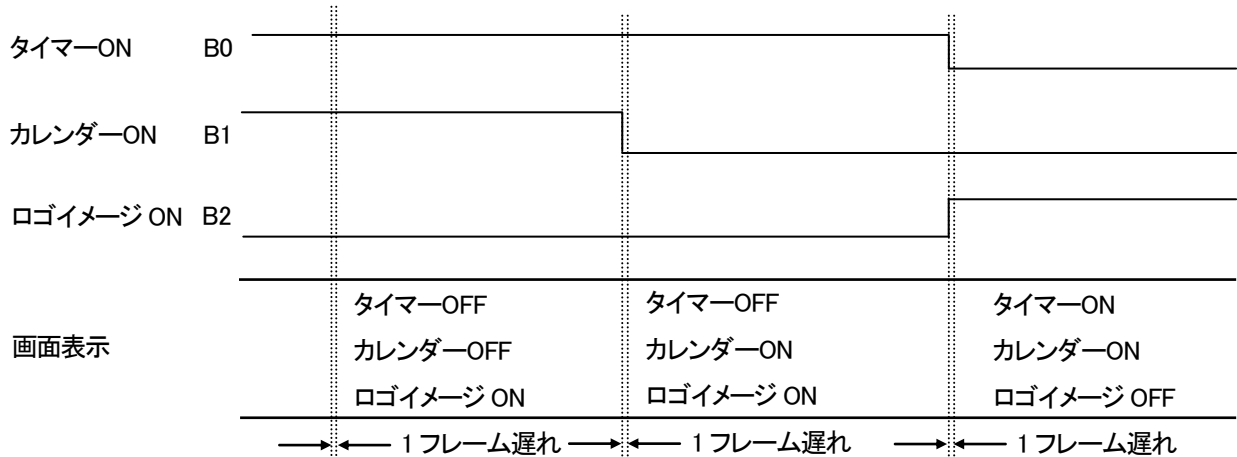 タイマーON B0
カレンダーON B1
ロゴイメージ ON B2
画面表示
タイマーOFF タイマーOFF タイマーON
カレンダーOFF カレンダーON カレンダーON
ロゴイメージ ON ロゴイメージ ON ロゴイメージ OFF
1フレーム遅れ 1フレーム遅れ 1フレーム遅れ